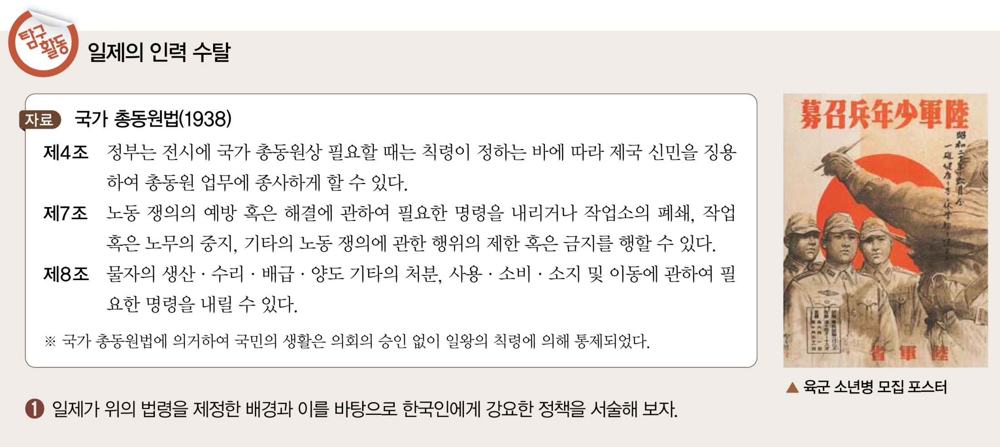 탐구
활동
일제의 인력 수탈
자료 국가 총동원법(1938)
제4조 정부는 전시에 국가 총동원상 필요할 때는 칙령이 정하는 바에 따라 제국 신민을 징용
하여 총동원 업무에 종사하게 할 수 있다.
제7조 노동 쟁의의 예방 혹은 해결에 관하여 필요한 명령을 내리거나 작업소의 폐쇄, 작업
혹은 노무의 중지, 기타의 노동 쟁의에 관한 행위의 제한 혹은 금지를 행할 수 있다.
제8조 물자의 생산 · 수리 · 배급 · 양도 기타의 처분, 사용 · 소비 · 소지 및 이동에 관하여 필
요한 명령을 내릴 수 있다.
※ 국가 총동원법에 의거하여 국민의 생활은 의회의 승인 없이 일왕의 칙령에 의해 통제되었다.
募召兵年少軍陸
省軍陸
▲ 육군 소년병 모집 포스터
❶ 일제가 위의 법령을 제정한 배경과 이를 바탕으로 한국인에게 강요한 정책을 서술해 보자.